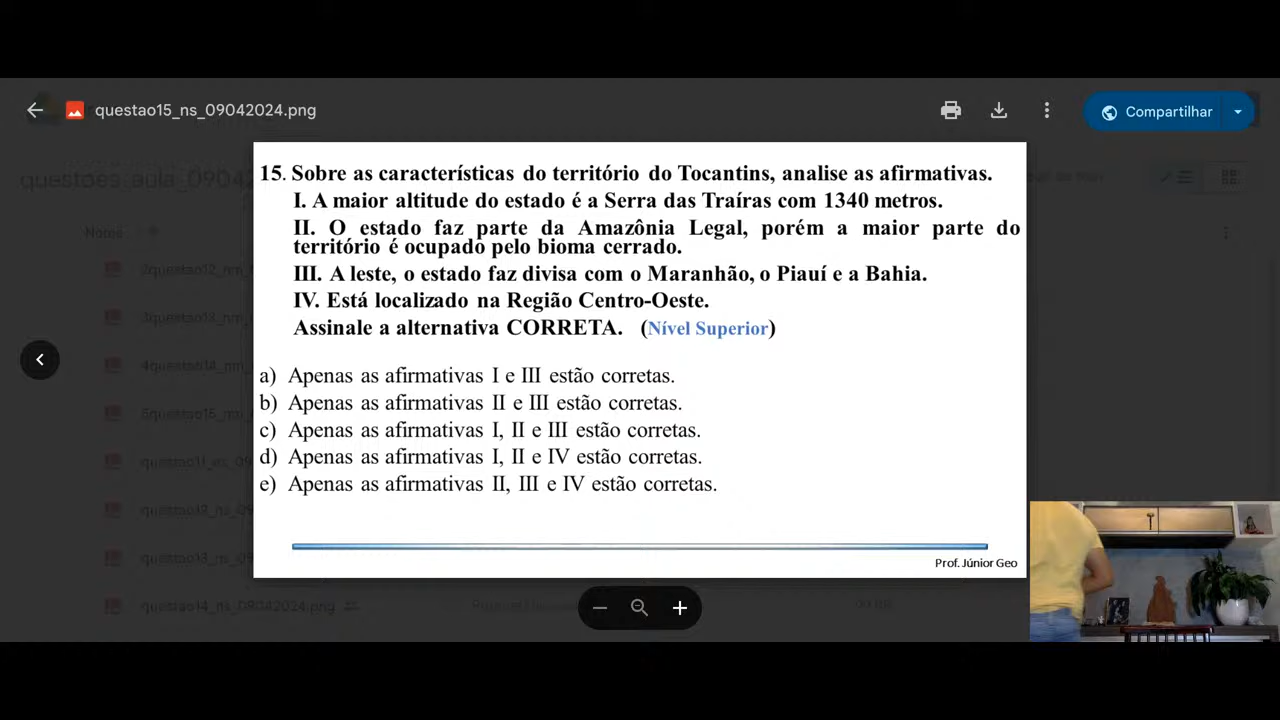 questao15_ns_09042024.png
Compartilhar
questões_aula_0904202
Nome
15. Sobre as características do território do Tocantins, analise as afirmativas.
I. A maior altitude do estado é a Serra das Traíras com 1340 metros.
II. O estado faz parte da Amazônia Legal, porém a maior parte do
território é ocupado pelo bioma cerrado.
III. A leste, o estado faz divisa com o Maranhão, o Piauí e a Bahia.
IV. Está localizado na Região Centro-Oeste.
Assinale a alternativa CORRETA. (Nível Superior)
a) Apenas as afirmativas I e III estão corretas.
b) Apenas as afirmativas II e III estão corretas.
c) Apenas as afirmativas I, II e III estão corretas.
d) Apenas as afirmativas I, II e IV estão corretas.
e) Apenas as afirmativas II, III e IV estão corretas.
Prof. Júnior Geo
questao14_ns_09042024.png